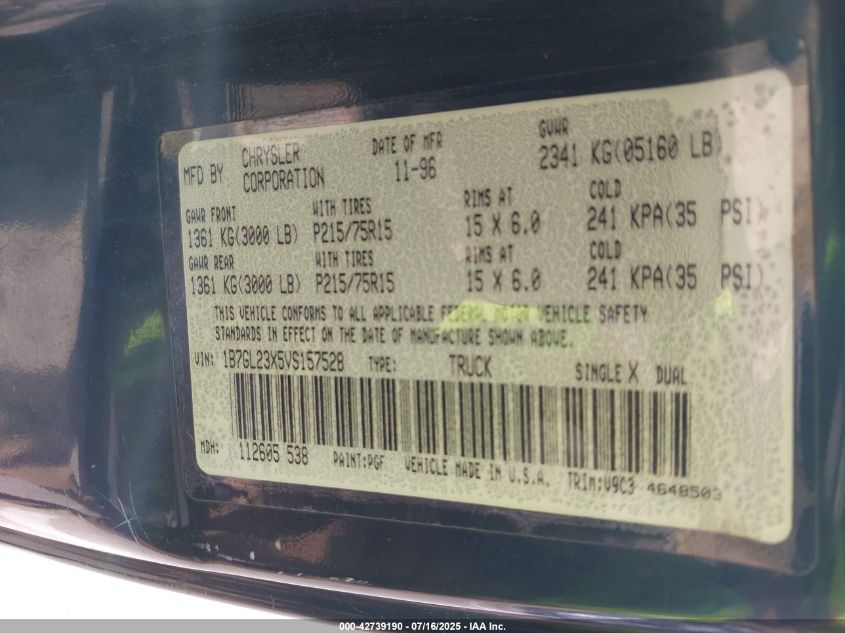 MFD BY CHRYSLER CORPORATION DATE OF MFR 11-96 GVWR 2341 KG(05160 LB)
GAWR FRONT WITH TIRES RIMS AT COLD
1361 KG(3000 LB) P215/75R15 15 X 6.0 241 KPA(35 PSI)
GAWR REAR WITH TIRES RIMS AT COLD
1361 KG(3000 LB) P215/75R15 15 X 6.0 241 KPA(35 PSI)
THIS VEHICLE CONFORMS TO ALL APPLICABLE FEDERAL MOTOR VEHICLE SAFETY
STANDARDS IN EFFECT ON THE DATE OF MANUFACTURE SHOWN ABOVE.
VIN: 1B7GL23X5VS157528 TYPE: TRUCK SINGLE X DUAL
MDH: 112605 538 PAINT:PGF VEHICLE MADE IN U.S.A. TRIM:V9C3 4648503
000-42739190 - 07/16/2025 - IAA Inc.